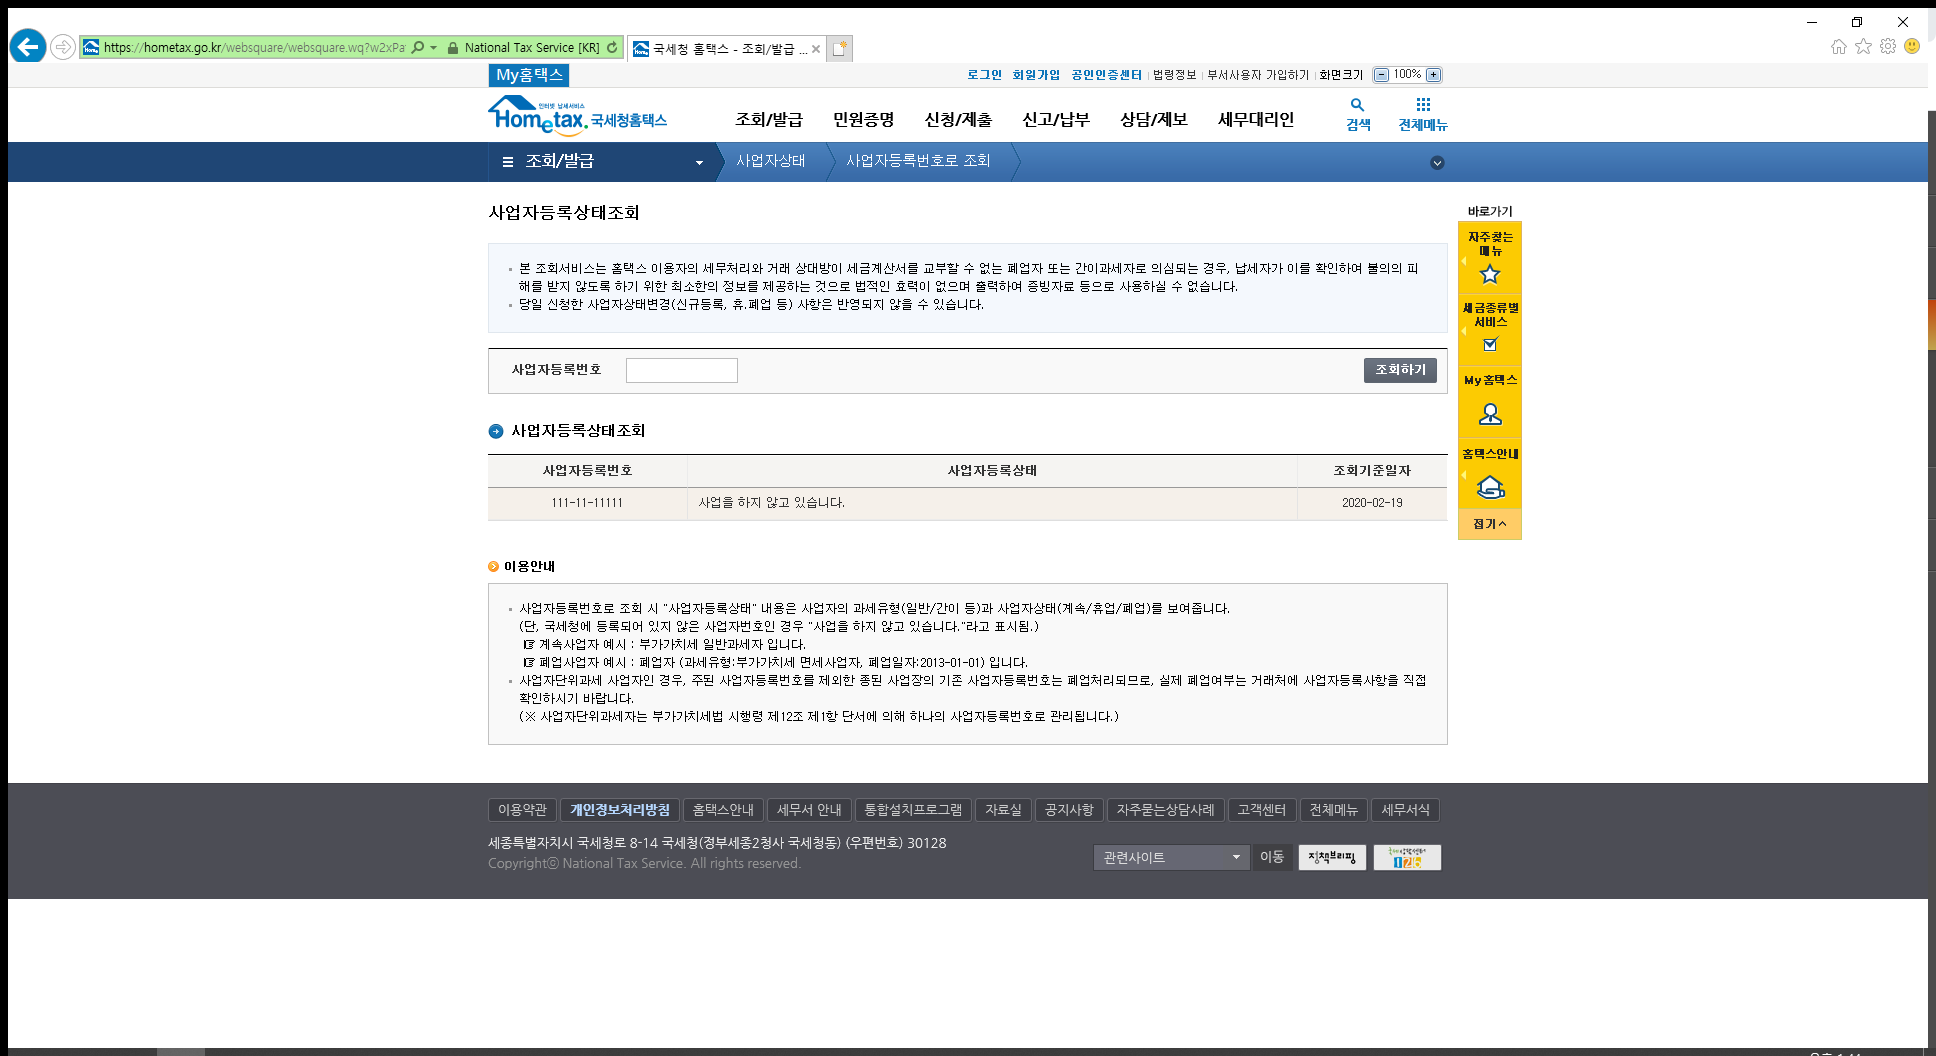 https://hometax.go.kr/websquare/websquare.wq?w2xPa
National Tax Service [KR]
국세청 홈택스 - 조회/발급 ...
My홈택스
로그인 회원가입 공인인증센터 법령정보 부서사용자 가입하기 화면크기 100%
인터넷 납세서비스
Hometax. 국세청홈택스
조회/발급 민원증명 신청/제출 신고/납부 상담/제보 세무대리인
검색 전체메뉴
조회/발급 사업자상태 사업자등록번호로 조회
사업자등록상태조회
본 조회서비스는 홈택스 이용자의 세무처리와 거래 상대방이 세금계산서를 교부할 수 없는 폐업자 또는 간이과세자로 의심되는 경우, 납세자가 이를 확인하여 불의의 피
해를 받지 않도록 하기 위한 최소한의 정보를 제공하는 것으로 법적인 효력이 없으며 출력하여 증빙자료 등으로 사용하실 수 없습니다.
당일 신청한 사업자상태변경(신규등록, 휴.폐업 등) 사항은 반영되지 않을 수 있습니다.
사업자등록번호 조회하기
사업자등록상태조회
사업자등록번호 사업자등록상태 조회기준일자
111-11-11111 사업을 하지 않고 있습니다. 2020-02-19
이용안내
사업자등록번호로 조회 시 "사업자등록상태" 내용은 사업자의 과세유형(일반/간이 등)과 사업자상태(계속/휴업/폐업)를 보여줍니다.
(단, 국세청에 등록되어 있지 않은 사업자번호인 경우 "사업을 하지 않고 있습니다."라고 표시됨.)
☞ 계속사업자 예시 : 부가가치세 일반과세자 입니다.
☞ 폐업사업자 예시 : 폐업자 (과세유형:부가가치세 면세사업자, 폐업일자:2013-01-01) 입니다.
사업자단위과세 사업자인 경우, 주된 사업자등록번호를 제외한 종된 사업장의 기존 사업자등록번호는 폐업처리되므로, 실제 폐업여부는 거래처에 사업자등록사항을 직접
확인하시기 바랍니다.
(※ 사업자단위과세자는 부가가치세법 시행령 제12조 제1항 단서에 의해 하나의 사업자등록번호로 관리됩니다.)
바로가기
자주찾는
메뉴
세금종류별
서비스
My홈택스
홈택스안내
접기
이용약관 개인정보처리방침 홈택스안내 세무서 안내 통합설치프로그램 자료실 공지사항 자주묻는상담사례 고객센터 전체메뉴 세무서식
세종특별자치시 국세청로 8-14 국세청(정부세종2청사 국세청동) (우편번호) 30128
Copyrightⓒ National Tax Service. All rights reserved.
관련사이트 이동 정책브리핑 126